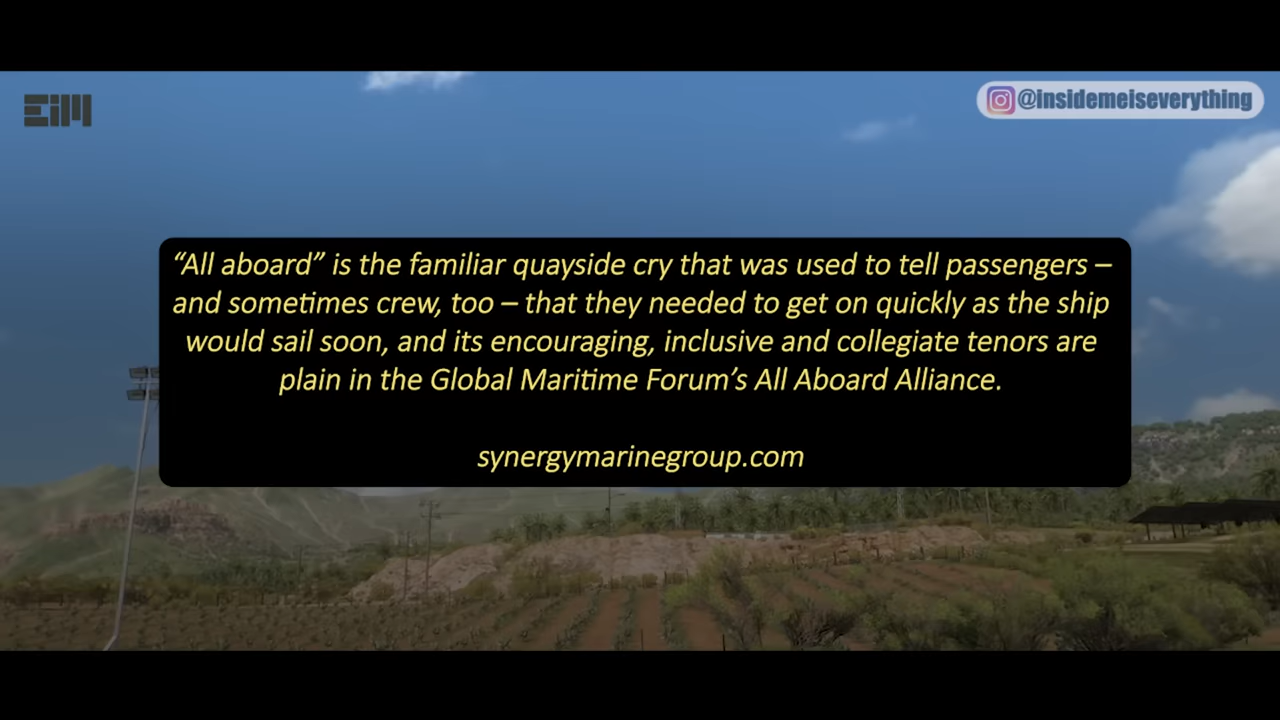 EiM
@insidemeiseverything
“All aboard” is the familiar quayside cry that was used to tell passengers –
and sometimes crew, too – that they needed to get on quickly as the ship
would sail soon, and its encouraging, inclusive and collegiate tenors are
plain in the Global Maritime Forum’s All Aboard Alliance.
synergymarinegroup.com